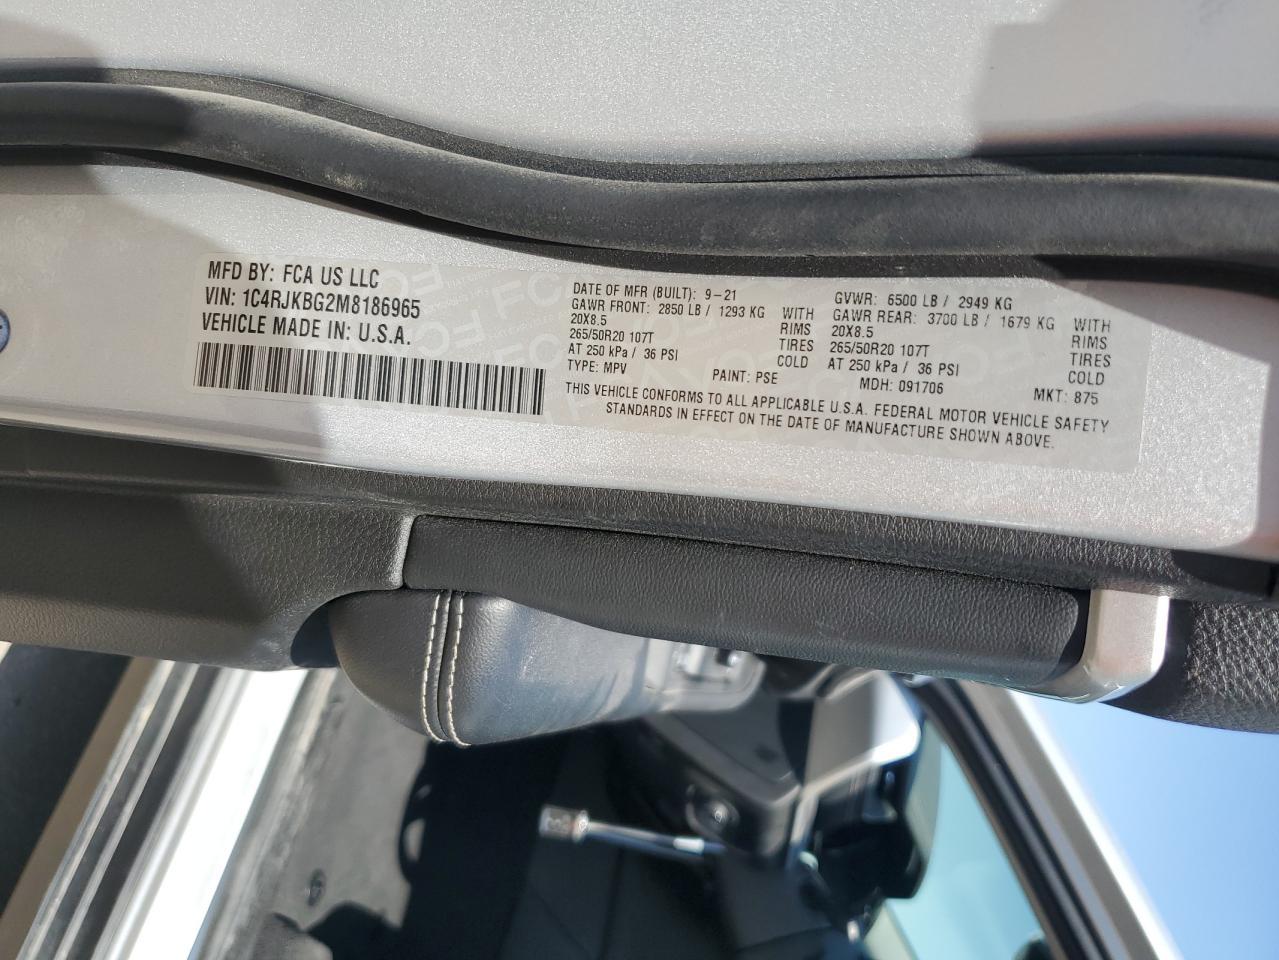 MFD BY: FCA US LLC
VIN: 1C4RJKBG2M8186965
VEHICLE MADE IN: U.S.A.
DATE OF MFR (BUILT): 9-21
GAWR FRONT: 2850 LB / 1293 KG WITH
20X8.5 RIMS
265/50R20 107T TIRES
AT 250 kPa / 36 PSI COLD
TYPE: MPV PAINT: PSE
GVWR: 6500 LB / 2949 KG
GAWR REAR: 3700 LB / 1679 KG WITH
20X8.5 RIMS
265/50R20 107T TIRES
AT 250 kPa / 36 PSI COLD
MDH: 091706 MKT: 875
THIS VEHICLE CONFORMS TO ALL APPLICABLE U.S.A. FEDERAL MOTOR VEHICLE SAFETY
STANDARDS IN EFFECT ON THE DATE OF MANUFACTURE SHOWN ABOVE.